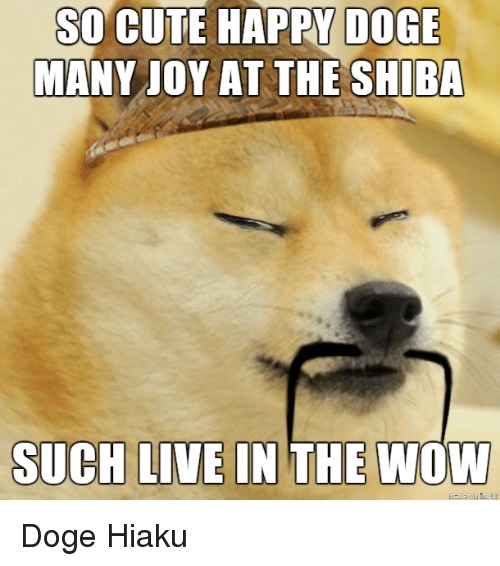 SO CUTE HAPPY DOGE
MANY JOY AT THE SHIBA
SUCH LIVE IN THE WOW
Doge Hiaku